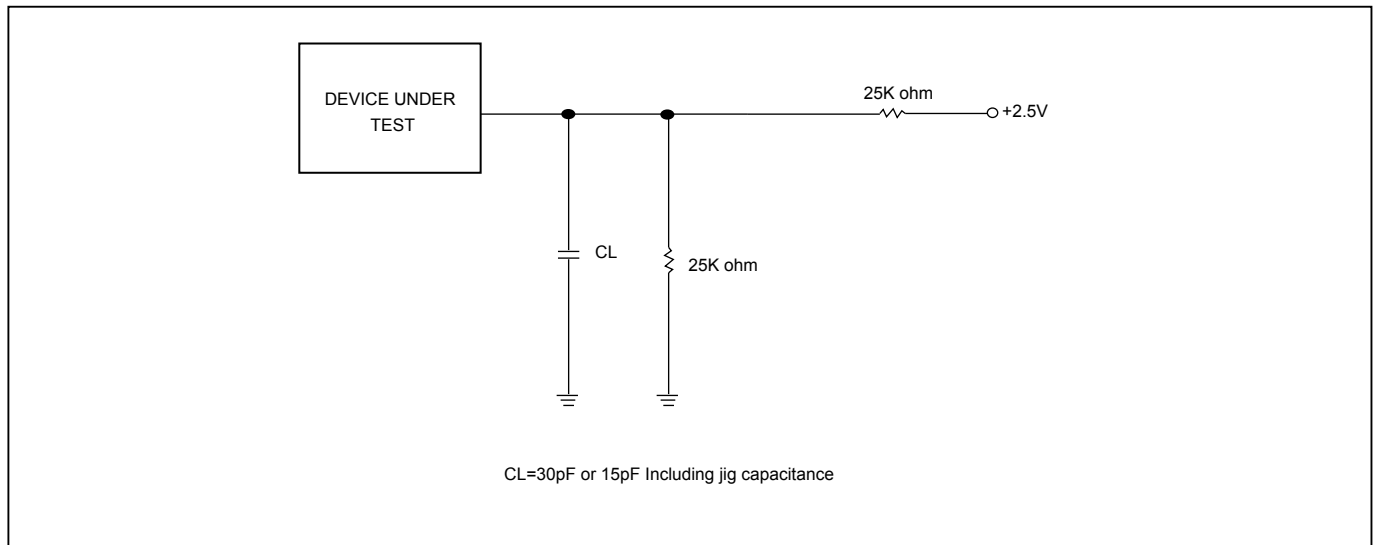 DEVICE UNDER
TEST
25K ohm
+2.5V
CL
25K ohm
CL=30pF or 15pF Including jig capacitance